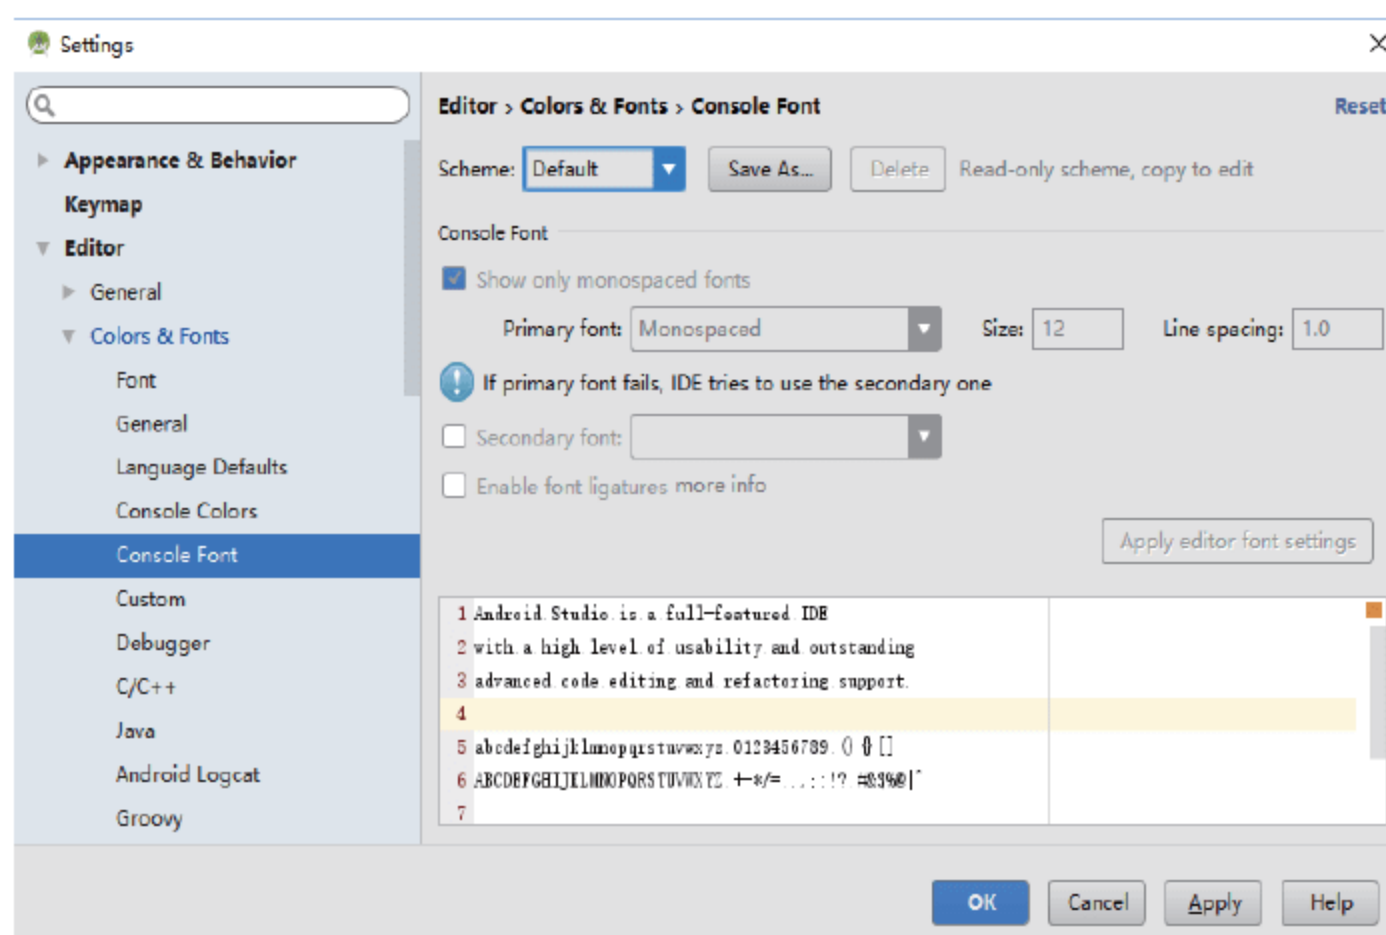 Settings
Appearance & Behavior
Keymap
Editor
General
Colors & Fonts
Font
General
Language Defaults
Console Colors
Console Font
Custom
Debugger
C/C++
Java
Android Logcat
Groovy
Editor › Colors & Fonts › Console Font
Reset
Scheme: Default Save As... Delete Read-only scheme, copy to edit
Console Font
Show only monospaced fonts
Primary font: Monospaced Size: 12 Line spacing: 1.0
If primary font fails, IDE tries to use the secondary one
Secondary font:
Enable font ligatures more info
Apply editor font settings
1 Android Studio is a full-featured IDE
2 with a high level of usability and outstanding
3 advanced code editing and refactoring support.
4
5 abcdefghijklmnopqrstuvwxyz 0123456789 () {} []
6 ABCDEFGHIJKLMNOPQRSTUVWXYZ +-*/= .,;:!? #&$%@|^
7
OK Cancel Apply Help